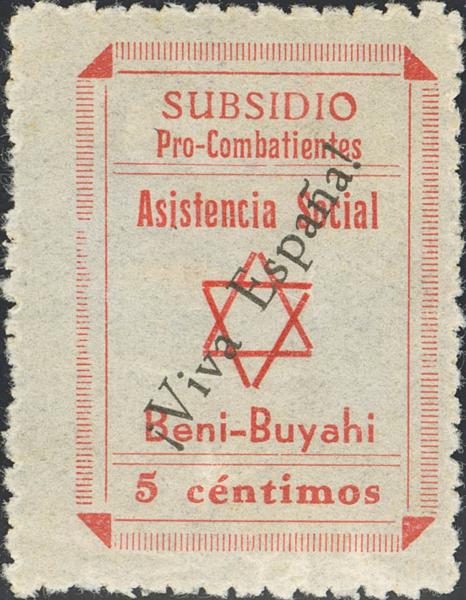 SUBSIDIO
Pro-Combatientes
Asistencia Social
¡Viva España!
Beni-Buyahi
5 céntimos